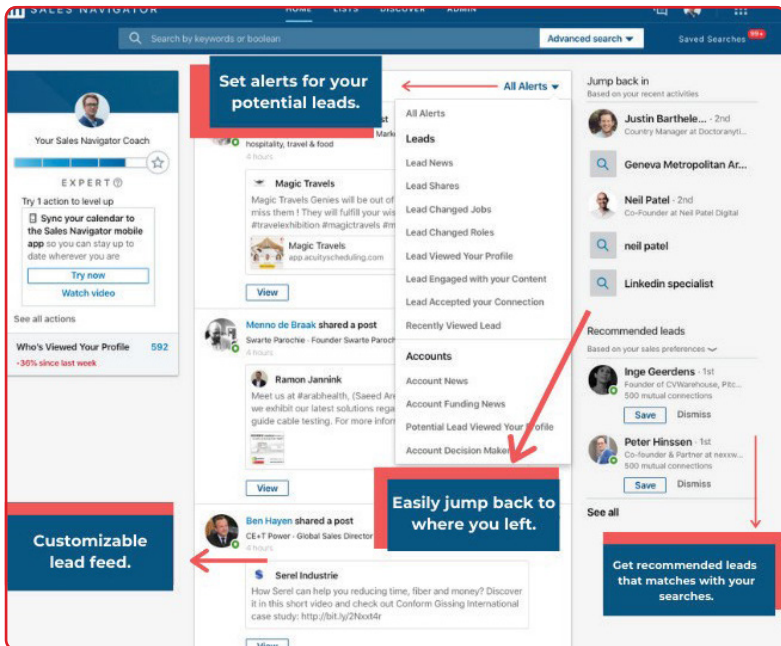 in SALES NAVIGATOR
HOME LISTS DISCOVER ADMIN
Search by keywords or boolean
Advanced search
Saved Searches
99+
Your Sales Navigator Coach
EXPERT
Try 1 action to level up
Sync your calendar to
the Sales Navigator mobile
app so you can stay up to
date wherever you are
Try now
Watch video
See all actions
Who's Viewed Your Profile 592
-30% since last week
Customizable
lead feed.
Set alerts for your
potential leads.
All Alerts
hospitality, travel & food
4 hours
Magic Travels
Magic Travels Genies will be out of
miss them ! They will fulfill your
#travelexhibition #magictravels
Magic Travels
app.acuityscheduling.com
View
Menno de Braak shared a post
Swarte Parochie · Founder Swarte
4 hours
Ramon Jannink
Meet us at #arabhealth, (Saeed
we exhibit our latest solutions
guide cable testing. For more
View
Ben Hayen shared a post
CE+T Power · Global Sales Director
4 hours
Serel Industrie
How Serel can help you reducing time, fiber and money? Discover
it in this short video and check out Conform Gissing International
case study: http://bit.ly/2Nxxt4r
View
All Alerts
Leads
Lead News
Lead Shares
Lead Changed Jobs
Lead Changed Roles
Lead Viewed Your Profile
Lead Engaged with your Content
Lead Accepted your Connection
Recently Viewed Lead
Accounts
Account News
Account Funding News
Potential Lead Viewed Your Profile
Account Decision
Easily jump back to
where you left.
Jump back in
Based on your recent activities
Justin Barthele... · 2nd
Country Manager at Doctoranyti...
Geneva Metropolitan Ar...
Neil Patel · 2nd
Co-Founder at Neil Patel Digital
neil patel
Linkedin specialist
Recommended leads
Based on your sales preferences
Inge Geerdens · 1st
Founder of CVWarehouse, Pitc...
500 mutual connections
Save Dismiss
Peter Hinssen · 1st
Co-founder & Partner at nexxw...
500 mutual connections
Save Dismiss
See all
Get recommended leads
that matches with your
searches.